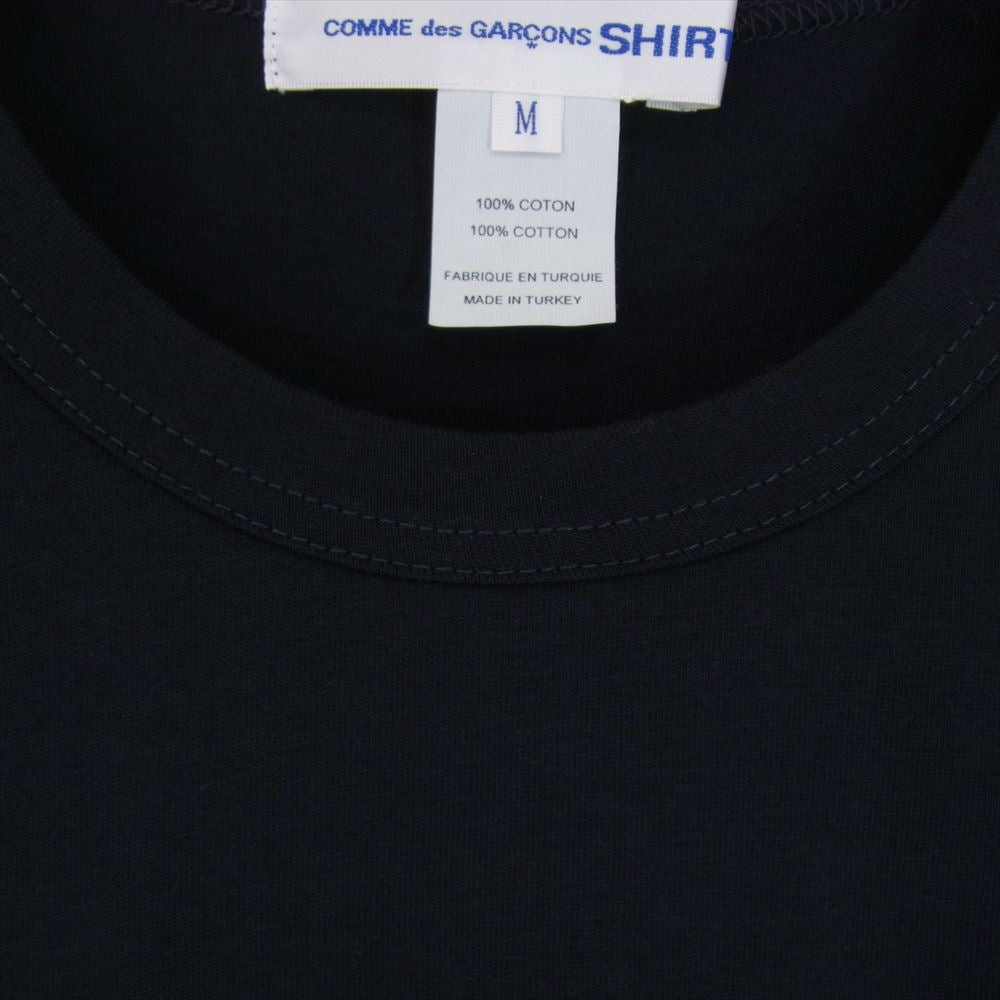 COMME des GARÇONS SHIRT
M
100% COTON
100% COTTON
FABRIQUE EN TURQUIE
MADE IN TURKEY